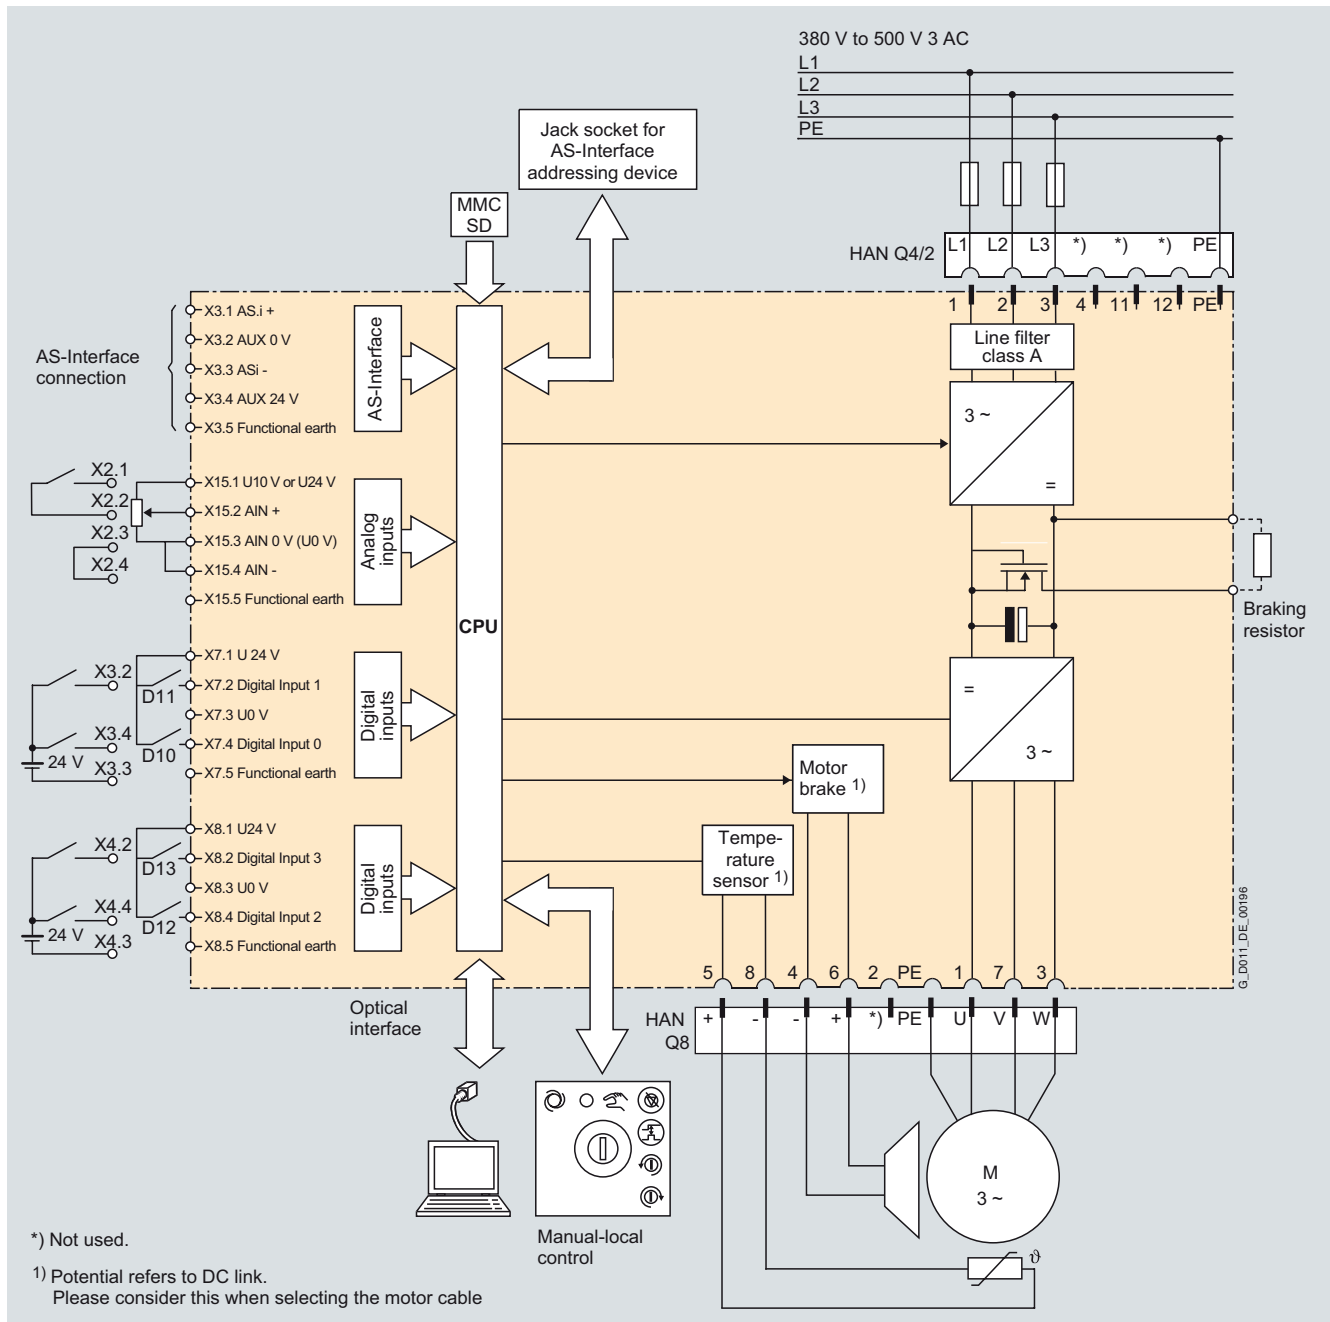 380 V to 500 V 3 AC
L1
L2
L3
PE
Jack socket for
AS-Interface
addressing device
MMC
SD
HAN Q4/2
L1 L2 L3 *) *) *) PE
1 2 3 4 11 12 PE
Line filter
class A
3 ~
=
AS-Interface
connection
X3.1 AS.i +
X3.2 AUX 0 V
X3.3 ASi -
X3.4 AUX 24 V
X3.5 Functional earth
AS-Interface
X2.1
X2.2
X2.3
X2.4
X15.1 U10 V or U24 V
X15.2 AIN +
X15.3 AIN 0 V (U0 V)
X15.4 AIN -
X15.5 Functional earth
Analog
inputs
CPU
Braking
resistor
X3.2
X3.4
24 V
X3.3
D11
D10
X7.1 U 24 V
X7.2 Digital Input 1
X7.3 U0 V
X7.4 Digital Input 0
X7.5 Functional earth
Digital
inputs
=
3 ~
Motor
brake 1)
Tempe-
rature
sensor 1)
X4.2
X4.4
24 V
X4.3
D13
D12
X8.1 U24 V
X8.2 Digital Input 3
X8.3 U0 V
X8.4 Digital Input 2
X8.5 Functional earth
Digital
inputs
G_D011_DE_00196
5 8 4 6 2 PE 1 7 3
HAN
Q8
+ - - + *) PE U V W
Optical
interface
M
3 ~
ϑ
Manual-local
control
*) Not used.
1) Potential refers to DC link.
Please consider this when selecting the motor cable